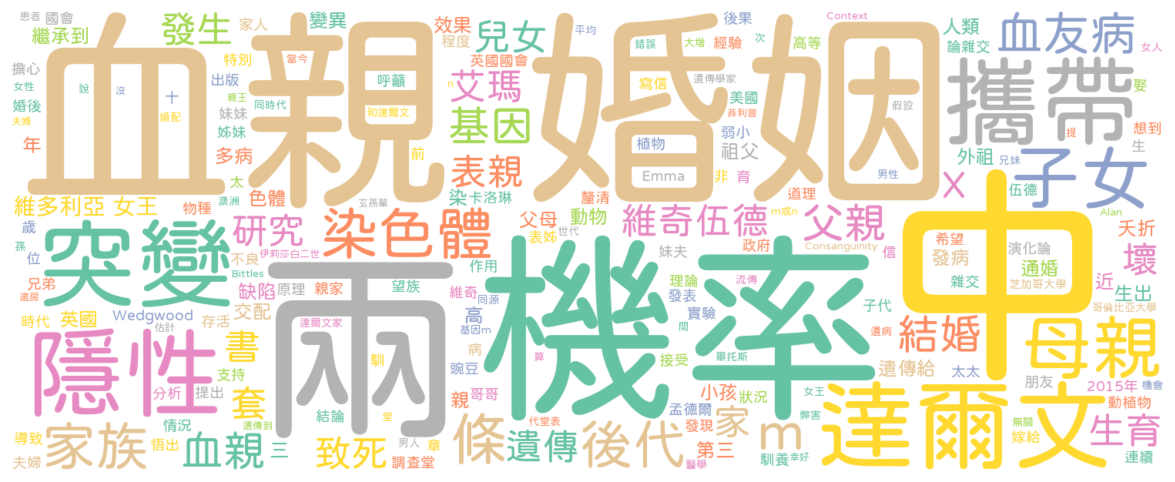 患者 國會 家人 變異 效果 兒女 平均 後果 Context 人類 血友病
繼承到 發生 程度 錯誤 大增 經驗 次 高等 論雜交 女人
擔心 特別 當今 英國國會 遺傳學家
女性 出版 呼籲 艾瑪 寫信 美國 假設 攜帶 娶
血親 婚姻
婚後 說 沒 十 親王 同時代 n 基因 菲利普
夫婿 婚配 妹妹 和達爾文 植物 弱小 提 想到
年 姊妹 前 祖父 生
多病 表親 Emma 非 育 男性 外祖 兄妹
太 澳洲 色體 玄孫輩 染 卡洛琳 釐清 道理 X 伍德 子女
維多利亞 女王 物種 父母 動物 維奇伍德 m或n 父親 Alan
歲 研究 染色體 表姊 世代 政府 Consanguinity 希望 夭折
孫 突變 伊莉莎白二世 妹夫 信 發病 演化論
位 不良 作用 理論 流傳 通婚 壞
兄弟 Bittles 望族 發表 雜交 近
遠房 缺陷 原理 親家 維奇 同源 實驗 子代 芝加哥大學 生出
時代 英國 Wedgwood 交配 高 間 哥倫比亞大學
估計 存活 達爾文家 基因m 機率 中
隱性 書 兩 病 豌豆 接受 畢托斯 遺病 結婚 母親
支持 馴 算 遺傳給 太太
分析 提出 套 親 哥哥 小孩 狀況 女王 朋友 2015年 機會
結論 堂 代堂表 孟德爾 弊害 動植物
情況 遺傳到 發現 家 達爾文 無關 生育
導致 家族 悟出 男人 章 條 遺傳 後代 m 嫁給
夫婦 血親 三 致死 調查堂 第三 醫學 馴養 幸好 連續